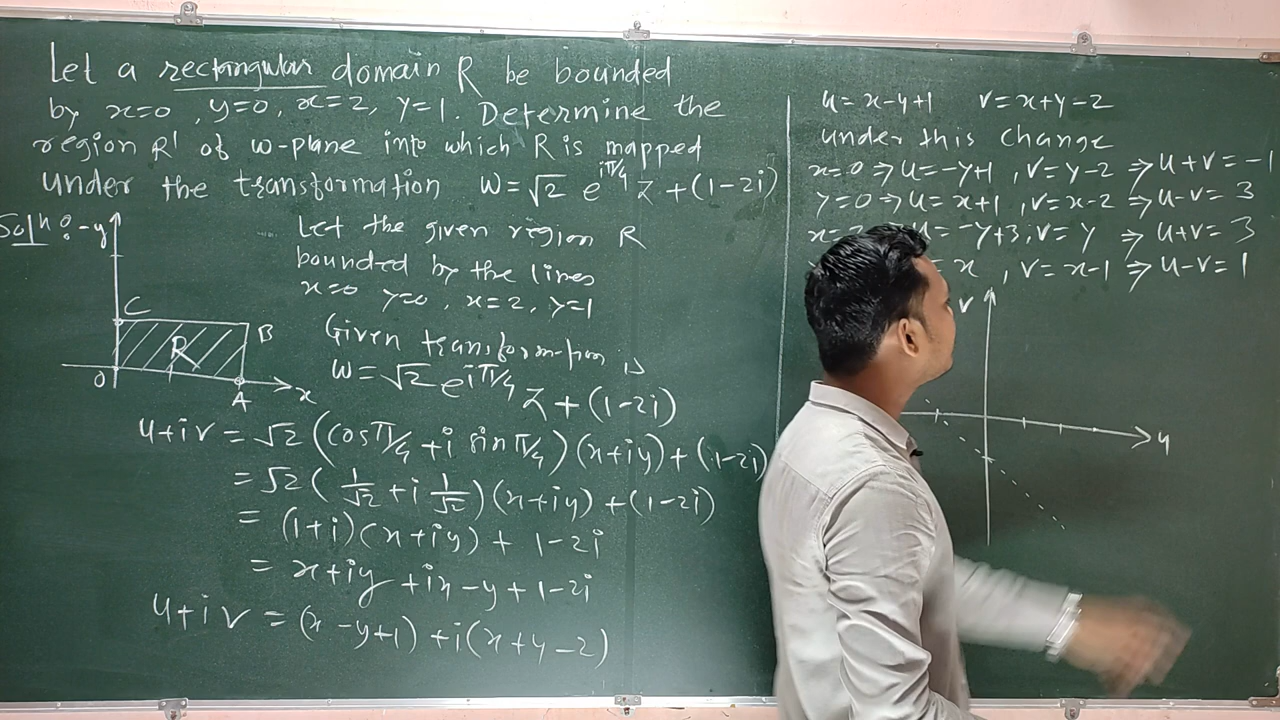 Let a rectangular domain R be bounded
by x=0, y=0, x=2, y=1. Determine the
region R' of w-plane into which R is mapped
under the transformation W=√2 e^{iπ/4} Z+(1-2i)
Soln:-
y
C
B
R
O
A
x
Let the given region R
bounded by the lines
x=0 y=0, x=2, y=1
Given transformation is
W=√2 e^{iπ/4} Z+(1-2i)
u+iv = √2 (cosπ/4 + i sinπ/4)(x+iy)+(1-2i)
= √2 (1/√2 + i 1/√2)(x+iy)+(1-2i)
= (1+i)(x+iy)+ 1-2i
= x+iy+ix-y+1-2i
u+iv = (x-y+1)+i(x+y-2)
u=x-y+1 v=x+y-2
under this change
x=0⇒u=-y+1, v=y-2⇒u+v=-1
y=0⇒u=x+1, v=x-2⇒u-v=3
u=-y+3, v=y ⇒u+v=3
=x, v=x-1⇒u-v=1
v
u